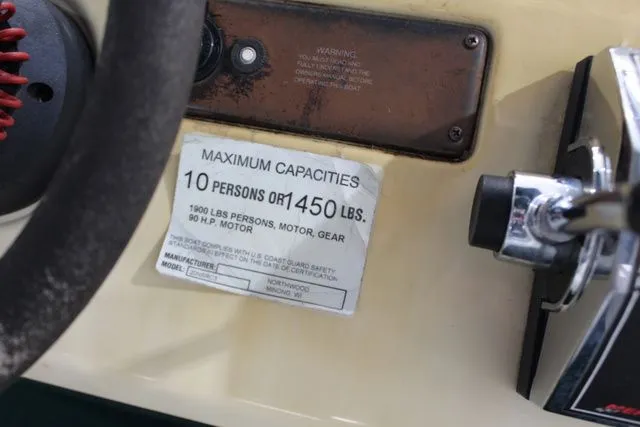 WARNING
YOU MUST READ AND
FULLY UNDERSTAND THE
OWNERS MANUAL BEFORE
OPERATING THIS BOAT
MAXIMUM CAPACITIES
10 PERSONS OR 1450 LBS.
1900 LBS PERSONS, MOTOR, GEAR
90 H.P. MOTOR
THIS BOAT COMPLIES WITH U.S. COAST GUARD SAFETY
STANDARDS IN EFFECT ON THE DATE OF CERTIFICATION
MANUFACTURER: NORTHWOOD
MODEL: MINONG, WI